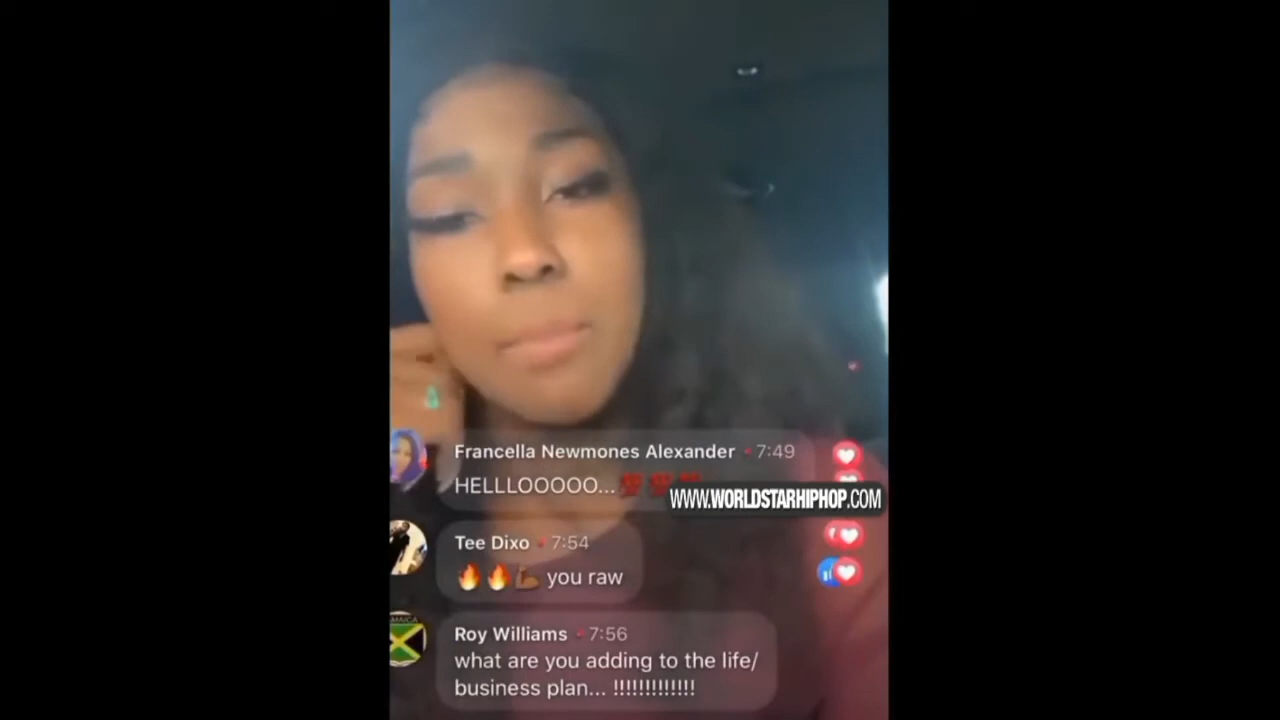 Francella Newmones Alexander • 7:49
HELLLOOOOO...💯💯💯
WWW.WORLDSTARHIPHOP.COM
Tee Dixo • 7:54
🔥🔥💪🏾 you raw
JAMAICA
Roy Williams • 7:56
what are you adding to the life/
business plan... !!!!!!!!!!!!!